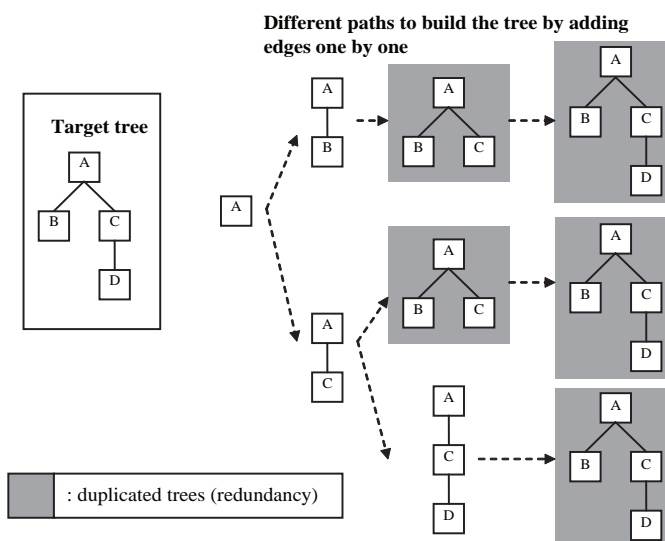 Different paths to build the tree by adding
edges one by one
Target tree
A
B C
D
A
A
B
A
B C
A
B C
D
A
C
A
B C
A
B C
D
A
C
D
A
B C
D
: duplicated trees (redundancy)